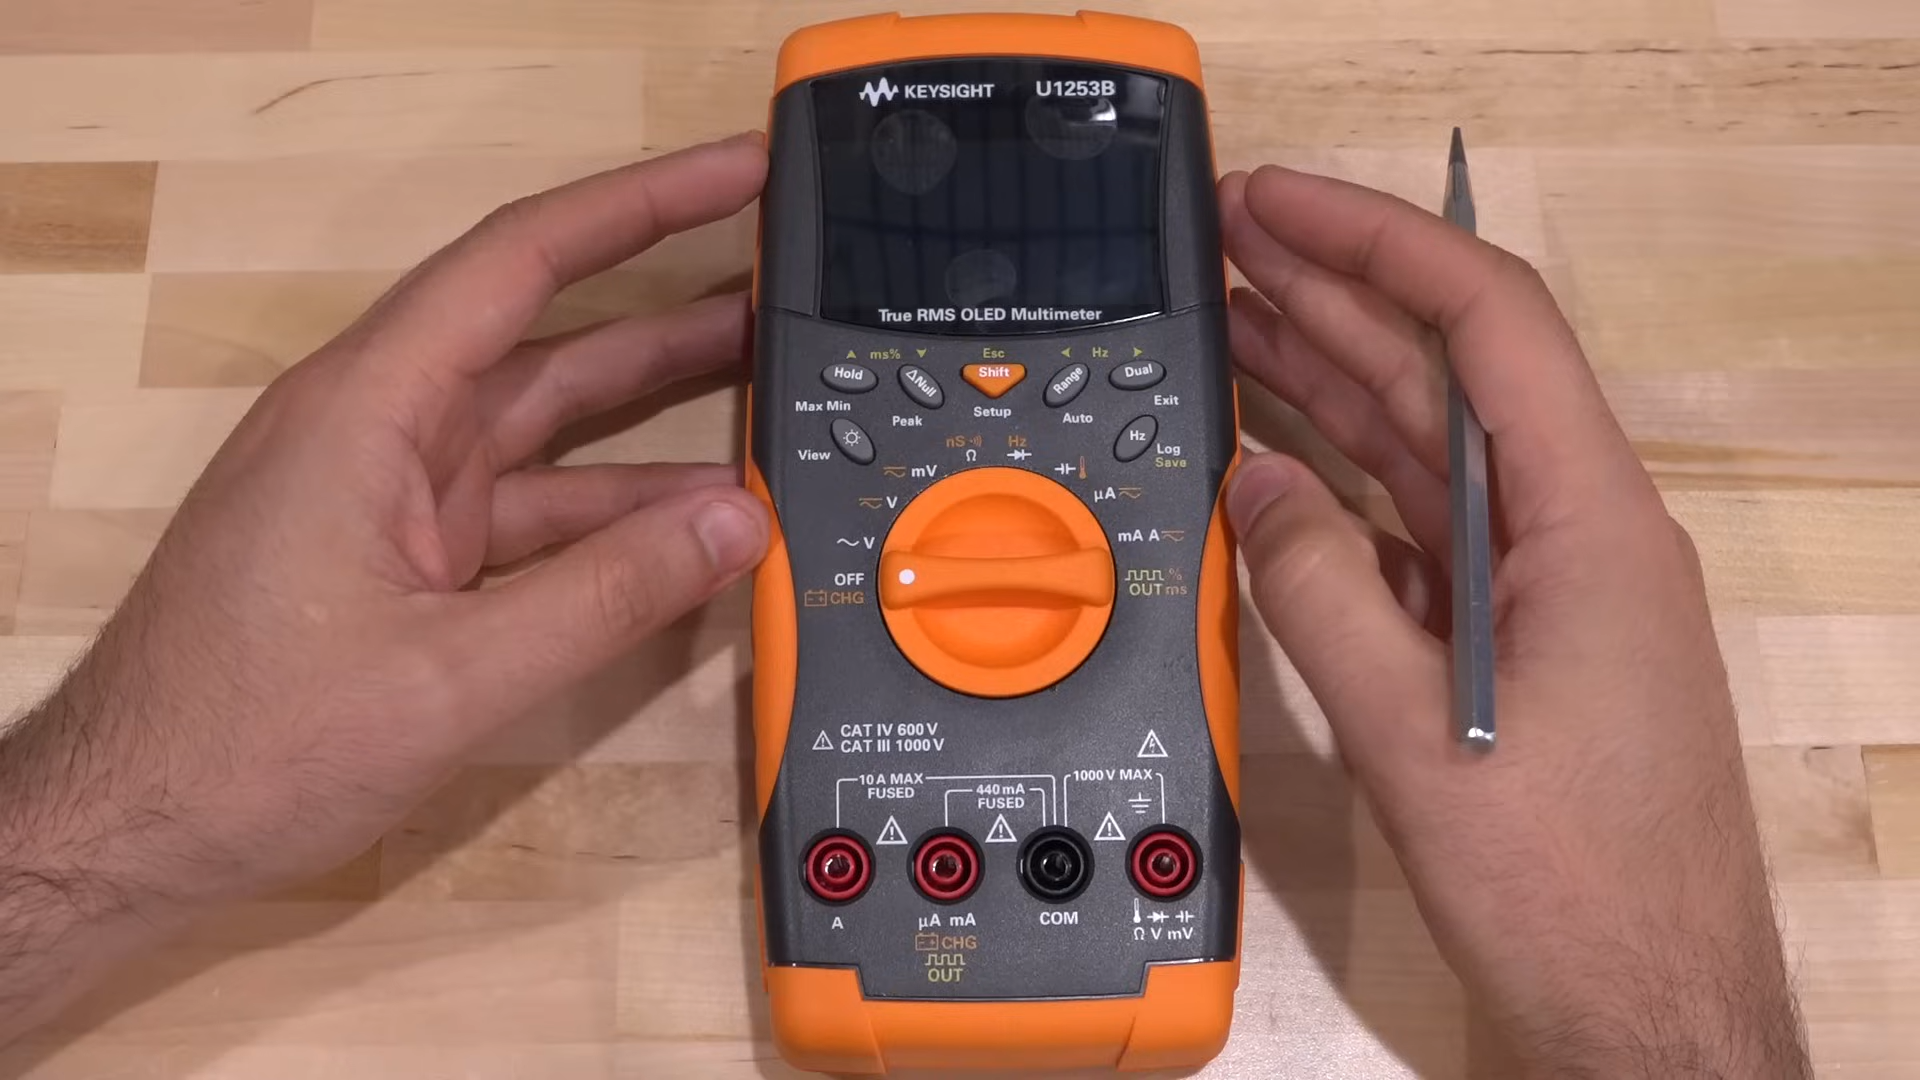 KEYSIGHT U1253B
True RMS OLED Multimeter
ms% Esc Hz
Hold ΔNull Shift Range Dual
Max Min Peak Setup Auto Exit
Hz
View Log
Save
nS Hz
Ω
mV
V
µA
V
mA A
OFF
CHG
%
OUT ms
CAT IV 600 V
CAT III 1000 V
10 A MAX
FUSED
440 mA
FUSED
1000 V MAX
A
µA mA
CHG
OUT
COM
Ω V mV